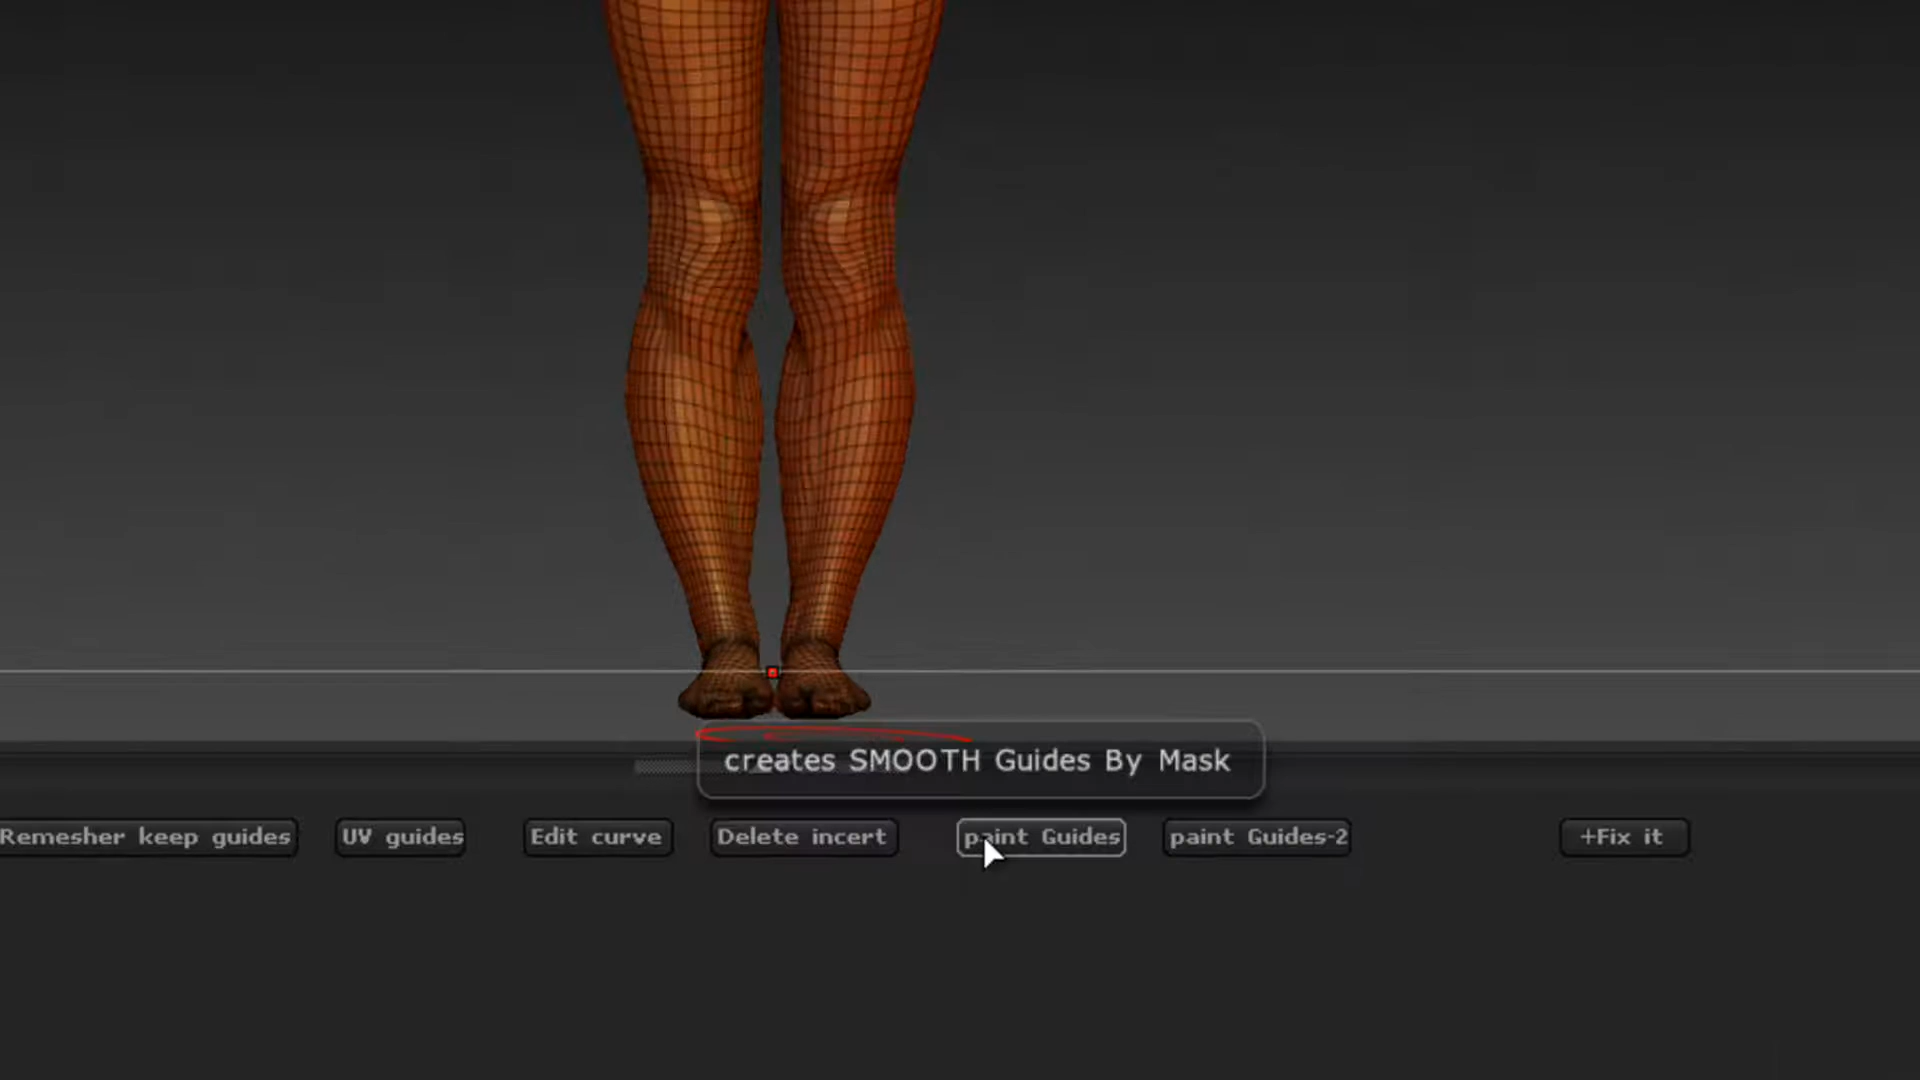 creates SMOOTH Guides By Mask
Remesher keep guides
UV guides
Edit curve
Delete incert
paint Guides
paint Guides-2
+Fix it